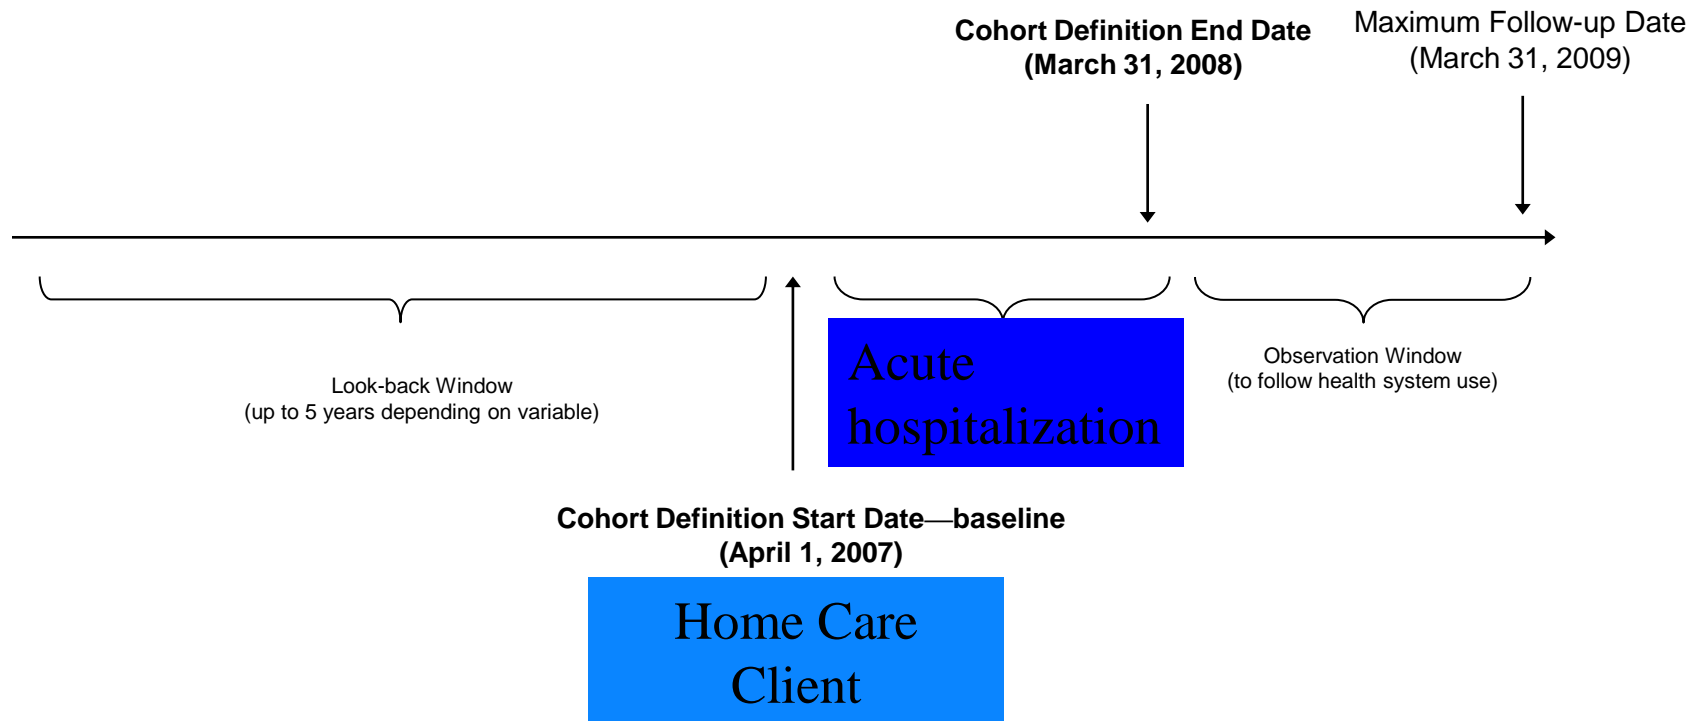 Cohort Definition End Date
(March 31, 2008)
Maximum Follow-up Date
(March 31, 2009)
Look-back Window
(up to 5 years depending on variable)
Acute
hospitalization
Observation Window
(to follow health system use)
Cohort Definition Start Date—baseline
(April 1, 2007)
Home Care
Client